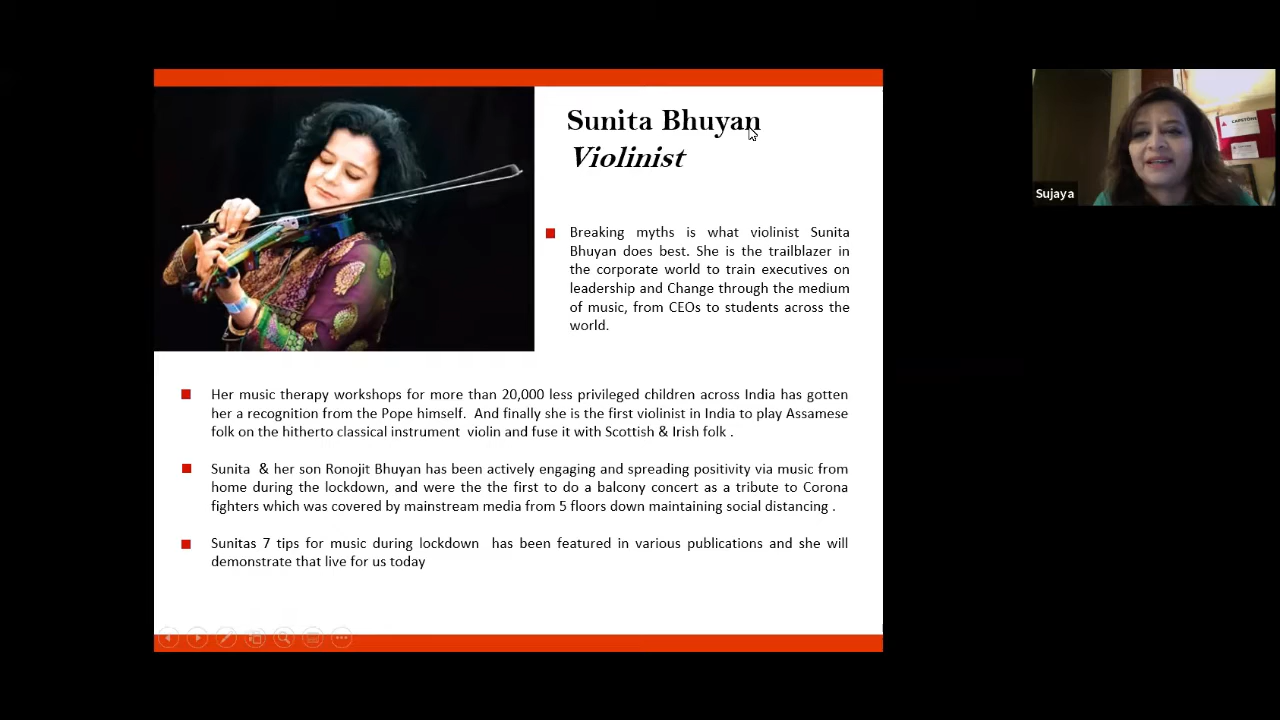 Sunita Bhuyan
Violinist
Breaking myths is what violinist Sunita
Bhuyan does best. She is the trailblazer in
the corporate world to train executives on
leadership and Change through the medium
of music, from CEOs to students across the
world.
Her music therapy workshops for more than 20,000 less privileged children across India has gotten
her a recognition from the Pope himself. And finally she is the first violinist in India to play Assamese
folk on the hitherto classical instrument violin and fuse it with Scottish & Irish folk .
Sunita & her son Ronojit Bhuyan has been actively engaging and spreading positivity via music from
home during the lockdown, and were the the first to do a balcony concert as a tribute to Corona
fighters which was covered by mainstream media from 5 floors down maintaining social distancing .
Sunitas 7 tips for music during lockdown has been featured in various publications and she will
demonstrate that live for us today
CAPSTONE
Sujaya